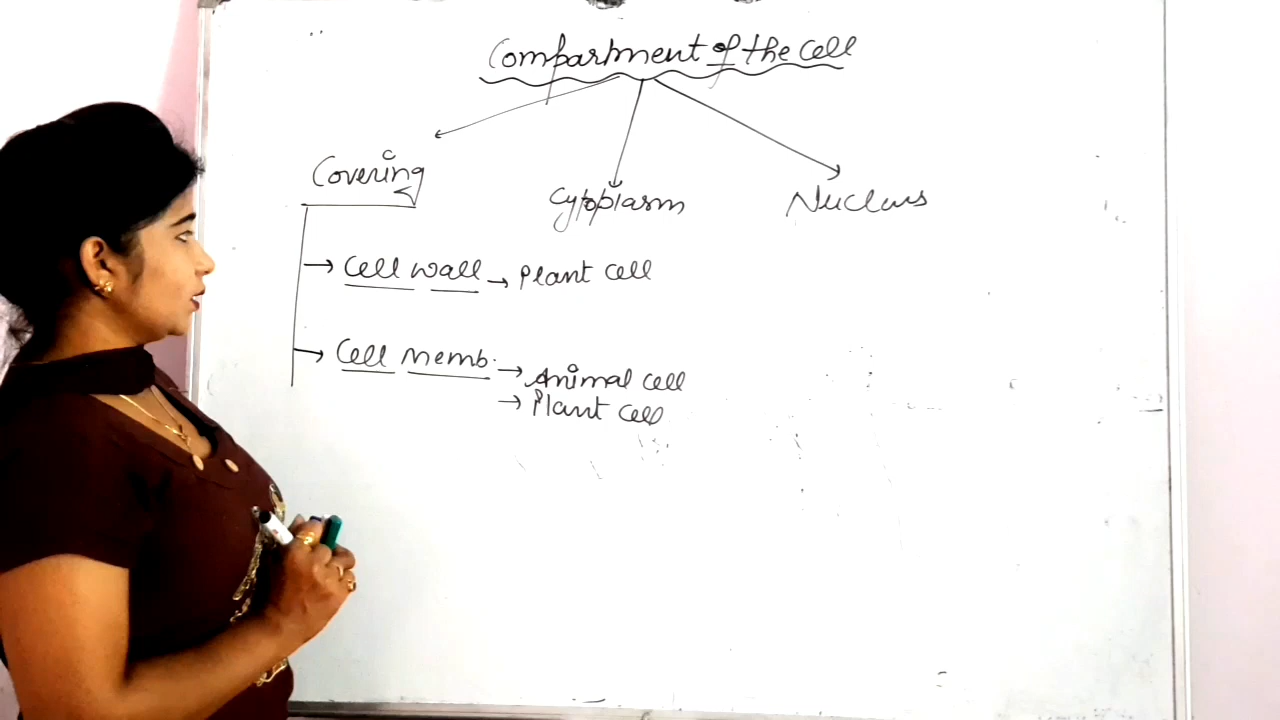 Compartment of the cell
Covering
Cytoplasm
Nucleus
→ Cell wall → Plant cell
→ Cell Memb. → Animal cell
→ Plant cell